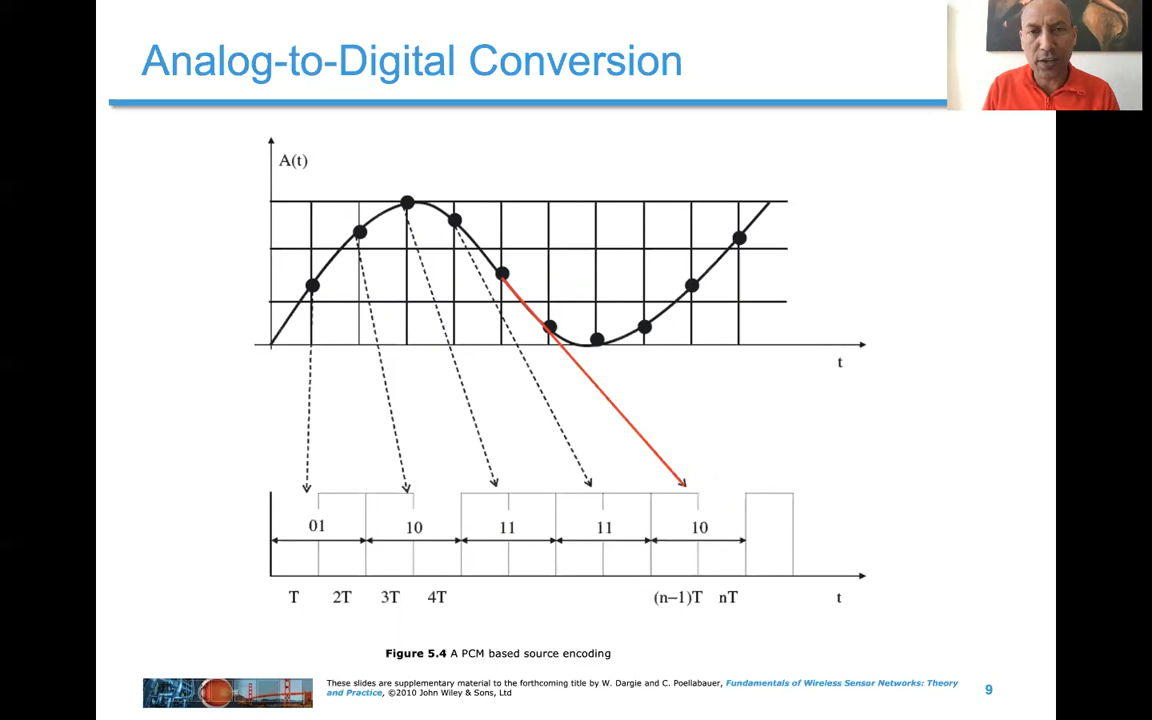 Analog-to-Digital Conversion
A(t)
t
01 10 11 11 10
T 2T 3T 4T (n–1)T nT t
Figure 5.4 A PCM based source encoding
These slides are supplementary material to the forthcoming title by W. Dargie and C. Poellabauer, Fundamentals of Wireless Sensor Networks: Theory
and Practice, ©2010 John Wiley & Sons, Ltd
9